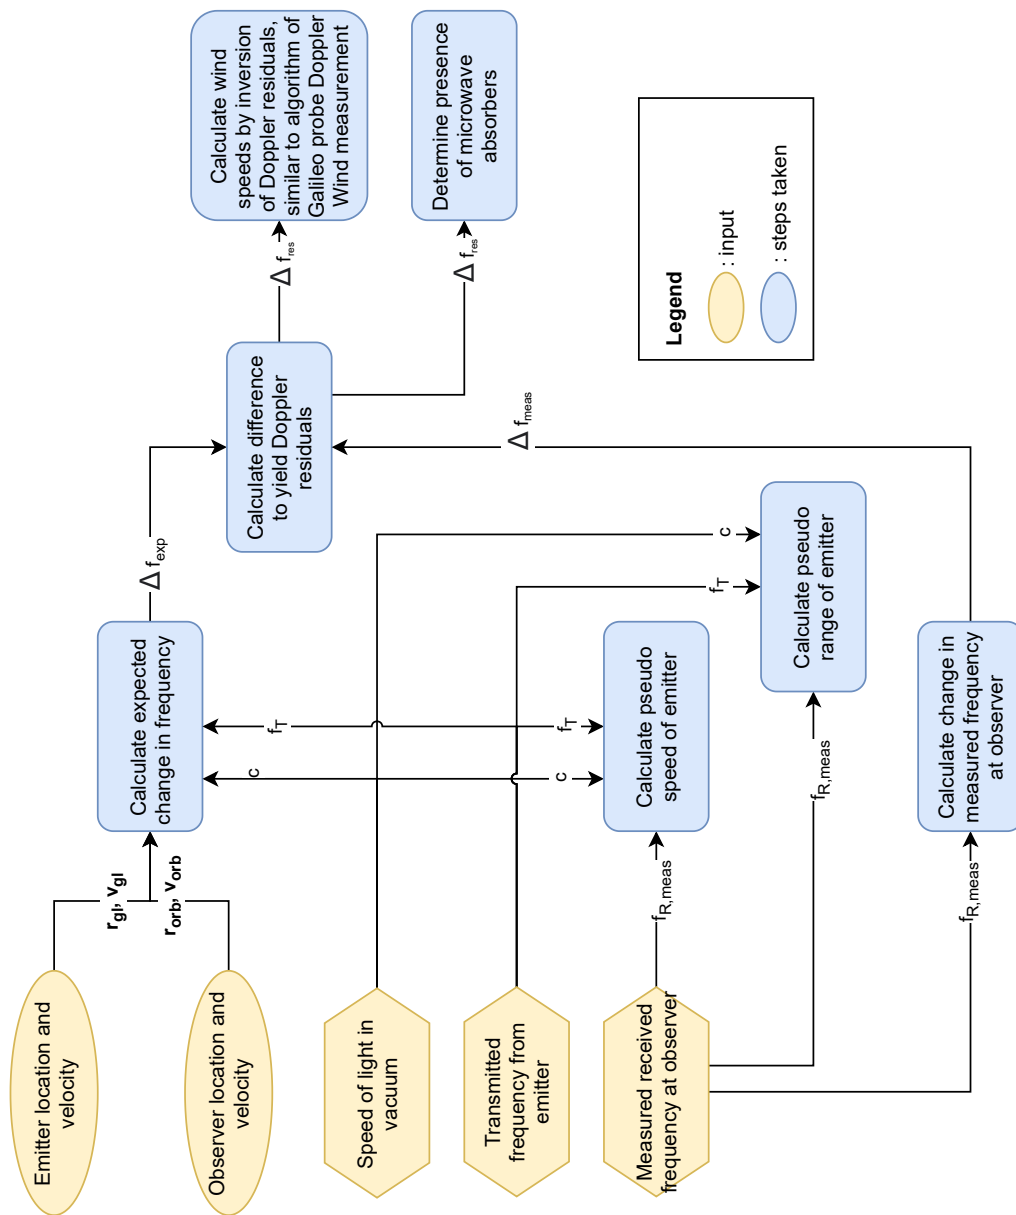 Emitter location and
velocity
Observer location and
velocity
Speed of light in
vacuum
Transmitted
frequency from
emitter
Measured received
frequency at observer
r_gl, v_gl
r_orb, v_orb
c
f_T
c
f_T
f_R,meas
f_R,meas
f_R,meas
Calculate expected
change in frequency
Calculate pseudo
speed of emitter
Calculate pseudo
range of emitter
Calculate change in
measured frequency
at observer
Δ f_exp
f_T
c
Δ f_meas
Calculate difference
to yield Doppler
residuals
Δ f_res
Δ f_res
Calculate wind
speeds by inversion
of Doppler residuals,
similar to algorithm of
Galileo probe Doppler
Wind measurement
Determine presence
of microwave
absorbers
Legend
: input
: steps taken